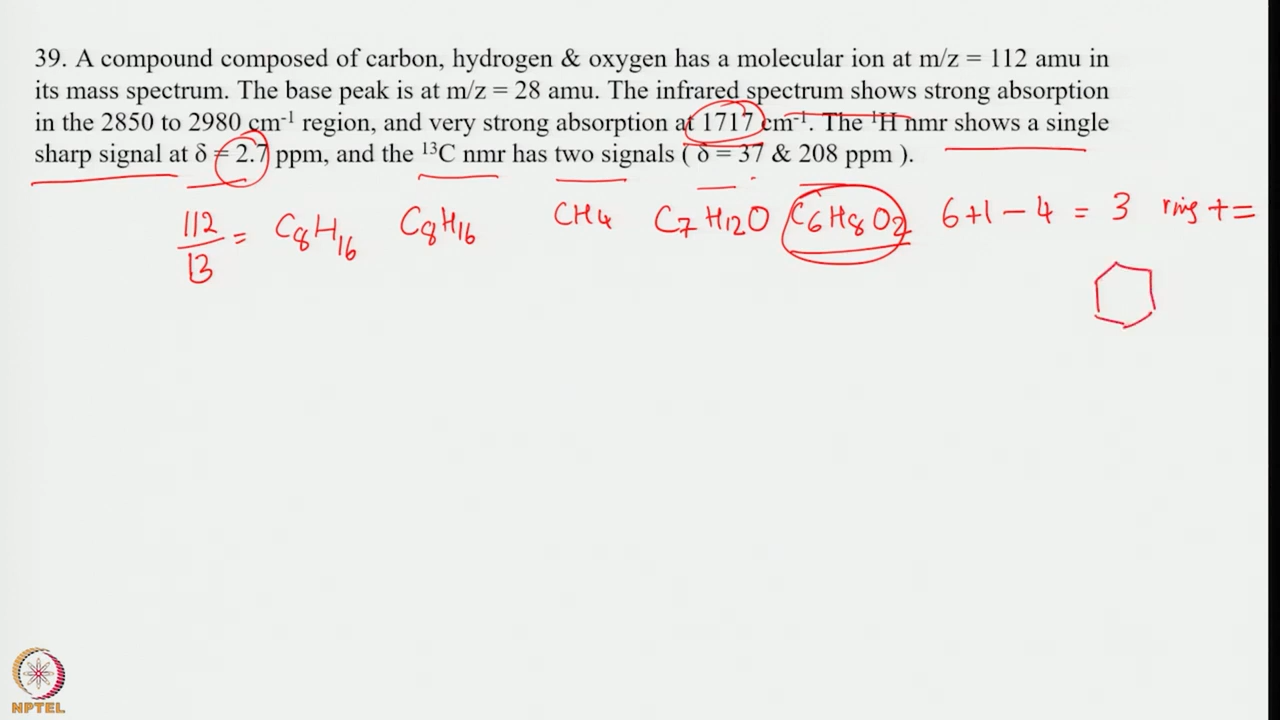 39. A compound composed of carbon, hydrogen & oxygen has a molecular ion at m/z = 112 amu in
its mass spectrum. The base peak is at m/z = 28 amu. The infrared spectrum shows strong absorption
in the 2850 to 2980 cm⁻¹ region, and very strong absorption at 1717 cm⁻¹. The ¹H nmr shows a single
sharp signal at δ = 2.7 ppm, and the ¹³C nmr has two signals ( δ = 37 & 208 ppm ).
112/13 = C₈H₁₆ C₈H₁₆ CH4 C₇H₁₂O C₆H₈O₂ 6+1-4 = 3 ring + =
NPTEL